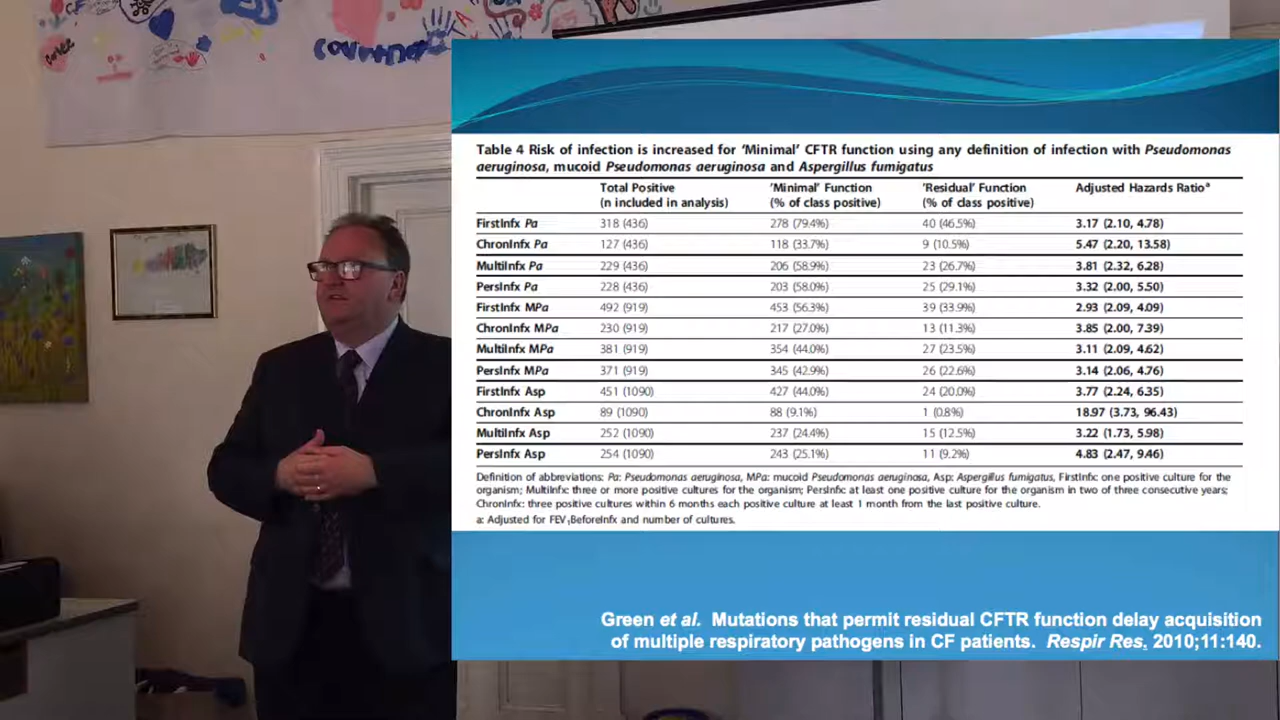 Table 4 Risk of infection is increased for 'Minimal' CFTR function using any definition of infection with Pseudomonas
aeruginosa, mucoid Pseudomonas aeruginosa and Aspergillus fumigatus
Total Positive 'Minimal' Function 'Residual' Function Adjusted Hazards Ratioᵃ
(n included in analysis) (% of class positive) (% of class positive)
FirstInfx Pa 318 (436) 278 (79.4%) 40 (46.5%) 3.17 (2.10, 4.78)
ChronInfx Pa 127 (436) 118 (33.7%) 9 (10.5%) 5.47 (2.20, 13.58)
MultiInfx Pa 229 (436) 206 (58.9%) 23 (26.7%) 3.81 (2.32, 6.28)
PersInfx Pa 228 (436) 203 (58.0%) 25 (29.1%) 3.32 (2.00, 5.50)
FirstInfx MPa 492 (919) 453 (56.3%) 39 (33.9%) 2.93 (2.09, 4.09)
ChronInfx MPa 230 (919) 217 (27.0%) 13 (11.3%) 3.85 (2.00, 7.39)
MultiInfx MPa 381 (919) 354 (44.0%) 27 (23.5%) 3.11 (2.09, 4.62)
PersInfx MPa 371 (919) 345 (42.9%) 26 (22.6%) 3.14 (2.06, 4.76)
FirstInfx Asp 451 (1090) 427 (44.0%) 24 (20.0%) 3.77 (2.24, 6.35)
ChronInfx Asp 89 (1090) 88 (9.1%) 1 (0.8%) 18.97 (3.73, 96.43)
MultiInfx Asp 252 (1090) 237 (24.4%) 15 (12.5%) 3.22 (1.73, 5.98)
PersInfx Asp 254 (1090) 243 (25.1%) 11 (9.2%) 4.83 (2.47, 9.46)
Definition of abbreviations: Pa: Pseudomonas aeruginosa, MPa: mucoid Pseudomonas aeruginosa, Asp: Aspergillus fumigatus, FirstInfx: one positive culture for the
organism; MultiInfx: three or more positive cultures for the organism; PersInfx: at least one positive culture for the organism in two of three consecutive years;
ChronInfx: three positive cultures within 6 months each positive culture at least 1 month from the last positive culture.
a: Adjusted for FEV₁BeforeInfx and number of cultures.
Green et al. Mutations that permit residual CFTR function delay acquisition
of multiple respiratory pathogens in CF patients. Respir Res. 2010;11:140.